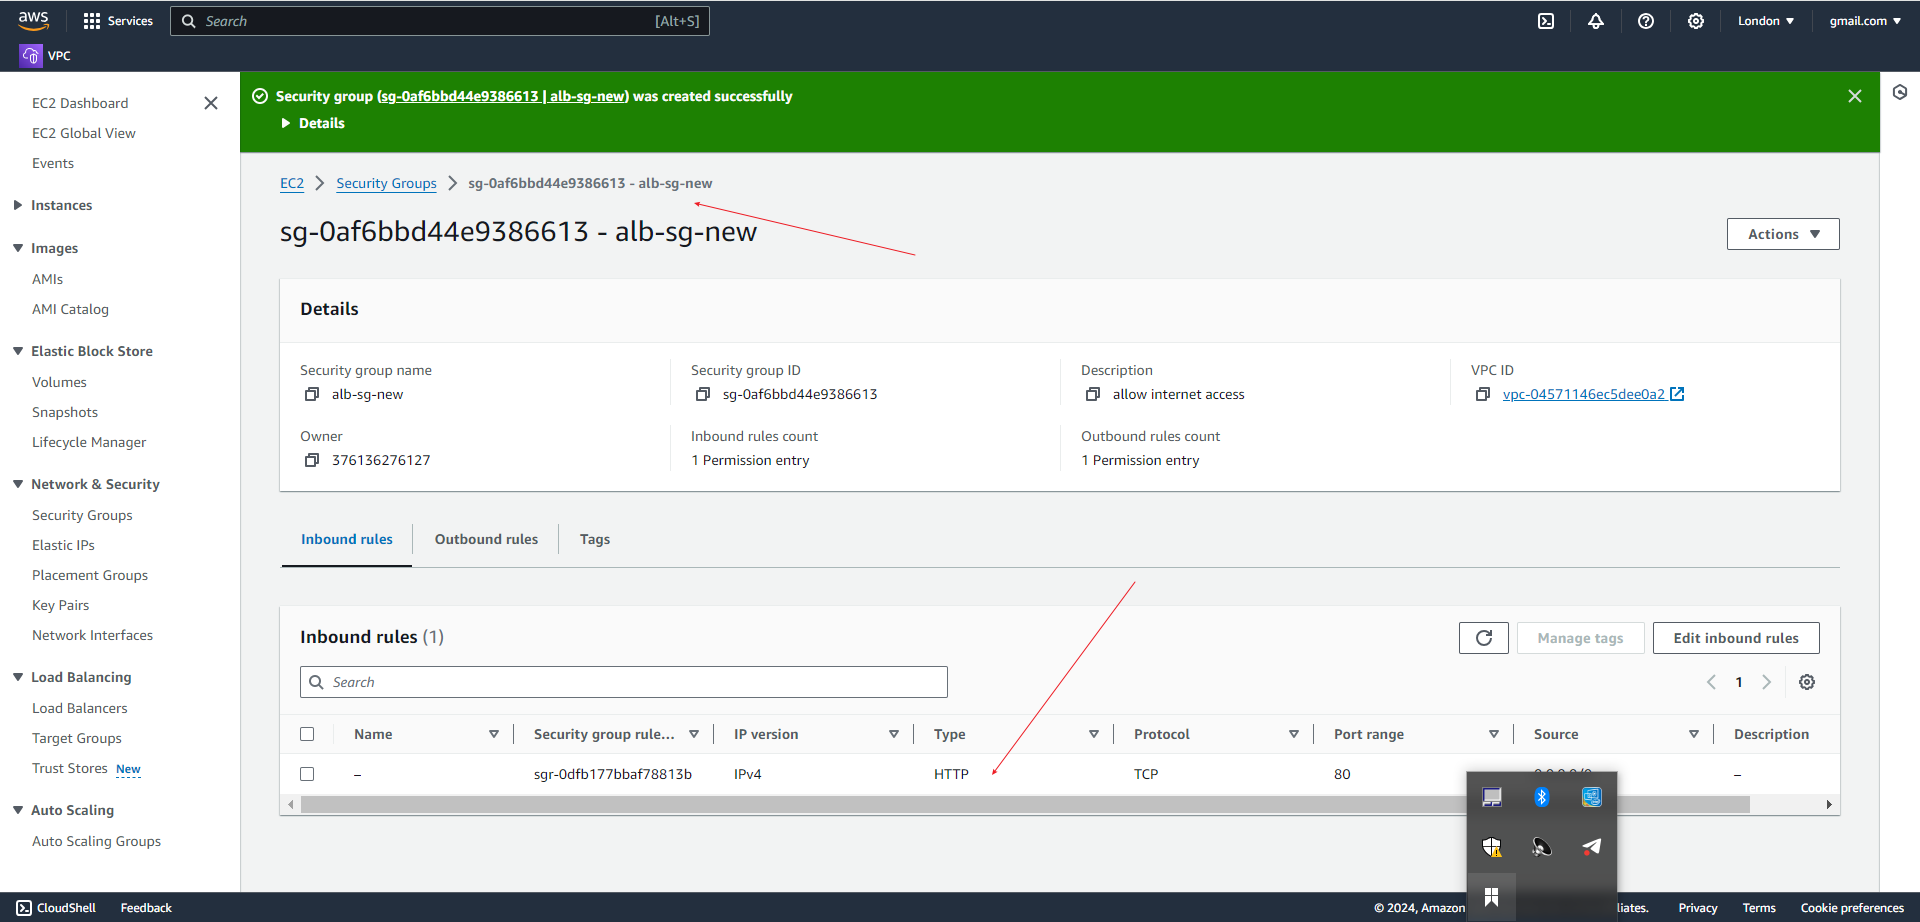 aws
Services
Search
[Alt+S]
London
gmail.com
VPC
EC2 Dashboard
EC2 Global View
Events
Instances
Images
AMIs
AMI Catalog
Elastic Block Store
Volumes
Snapshots
Lifecycle Manager
Network & Security
Security Groups
Elastic IPs
Placement Groups
Key Pairs
Network Interfaces
Load Balancing
Load Balancers
Target Groups
Trust Stores New
Auto Scaling
Auto Scaling Groups
Security group (sg-0af6bbd44e9386613 | alb-sg-new) was created successfully
Details
EC2 > Security Groups > sg-0af6bbd44e9386613 - alb-sg-new
sg-0af6bbd44e9386613 - alb-sg-new
Actions
Details
Security group name
alb-sg-new
Security group ID
sg-0af6bbd44e9386613
Description
allow internet access
VPC ID
vpc-04571146ec5dee0a2
Owner
376136276127
Inbound rules count
1 Permission entry
Outbound rules count
1 Permission entry
Inbound rules
Outbound rules
Tags
Inbound rules (1)
Manage tags
Edit inbound rules
Search
1
Name Security group rule... IP version Type Protocol Port range Source Description
– sgr-0dfb177bbaf78813b IPv4 HTTP TCP 80 –
CloudShell
Feedback
© 2024, Amazon
liates.
Privacy
Terms
Cookie preferences